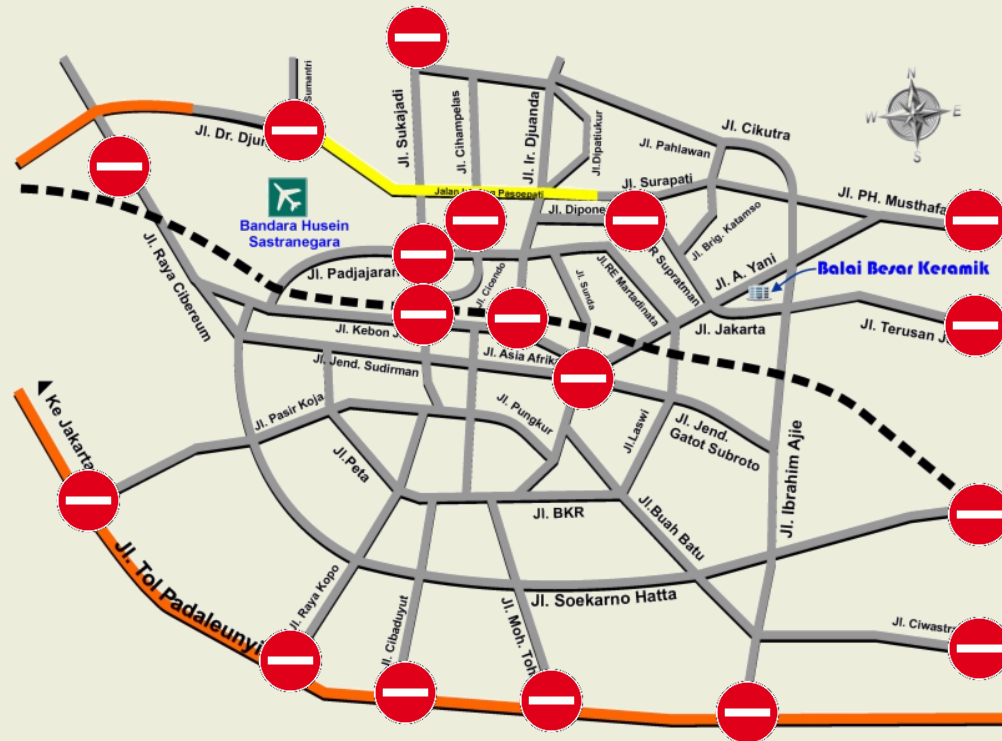 N
W E
S
Sumantri
Jl. Dr. Djun
Jl. Sukajadi
Jl. Cihampelas
Jl. Ir. Djuanda
Jl.Dipatiukur
Jl. Pahlawan
Jl. Cikutra
Jl. Surapati
Jl. Dipone
Jl. PH. Musthafa
Bandara Husein
Sastranegara
Jl. Brig. Katamso
R Supratman
Jl. A. Yani
Balai Besar Keramik
Jl. Raya Cibereum
Jl. Padjajaran
Jl. Cicendo
Jl. Sunda
Jl.RE Martadinata
Jl. Jakarta
Jl. Terusan J
Jl. Kebon J
Jl. Asia Afrika
Jl. Jend. Sudirman
Jl. Pasir Koja
Jl. Pungkur
Jl.Laswi
Jl. Jend.
Gatot Subroto
Jl. Ibrahim Ajie
Ke Jakarta
Jl.Peta
Jl. BKR
Jl.Buah Batu
Jl. Tol Padaleunyi
Jl. Raya Kopo
Jl. Cibaduyut
Jl. Moh. Toh
Jl. Soekarno Hatta
Jl. Ciwastr